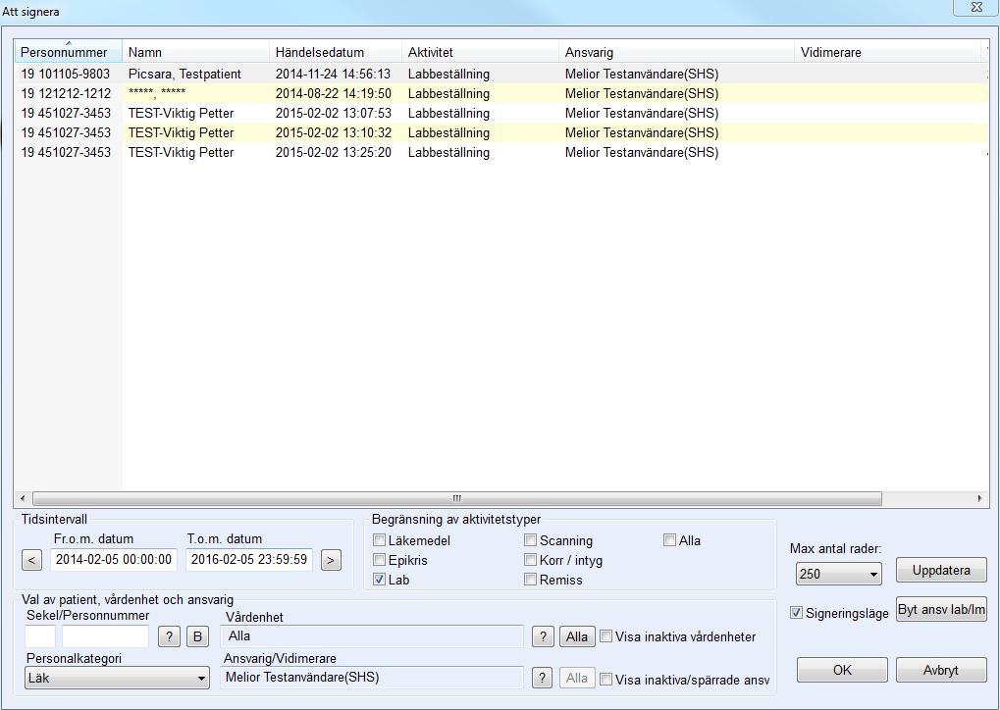 Att signera
Personnummer Namn Händelsedatum Aktivitet Ansvarig Vidimerare
19 101105-9803 Picsara, Testpatient 2014-11-24 14:56:13 Labbeställning Melior Testanvändare(SHS)
19 121212-1212 *****, ***** 2014-08-22 14:19:50 Labbeställning Melior Testanvändare(SHS)
19 451027-3453 TEST-Viktig Petter 2015-02-02 13:07:53 Labbeställning Melior Testanvändare(SHS)
19 451027-3453 TEST-Viktig Petter 2015-02-02 13:10:32 Labbeställning Melior Testanvändare(SHS)
19 451027-3453 TEST-Viktig Petter 2015-02-02 13:25:20 Labbeställning Melior Testanvändare(SHS)
Tidsintervall
Fr.o.m. datum T.o.m. datum
< 2014-02-05 00:00:00 2016-02-05 23:59:59 >
Begränsning av aktivitetstyper
Läkemedel Scanning Alla
Epikris Korr / intyg
Lab Remiss
Max antal rader:
250 Uppdatera
Signeringsläge Byt ansv lab/lm
Val av patient, vårdenhet och ansvarig
Sekel/Personnummer Vårdenhet
? B Alla ? Alla Visa inaktiva vårdenheter
Personalkategori Ansvarig/Vidimerare
Läk Melior Testanvändare(SHS) ? Alla Visa inaktiva/spärrade ansv
OK Avbryt